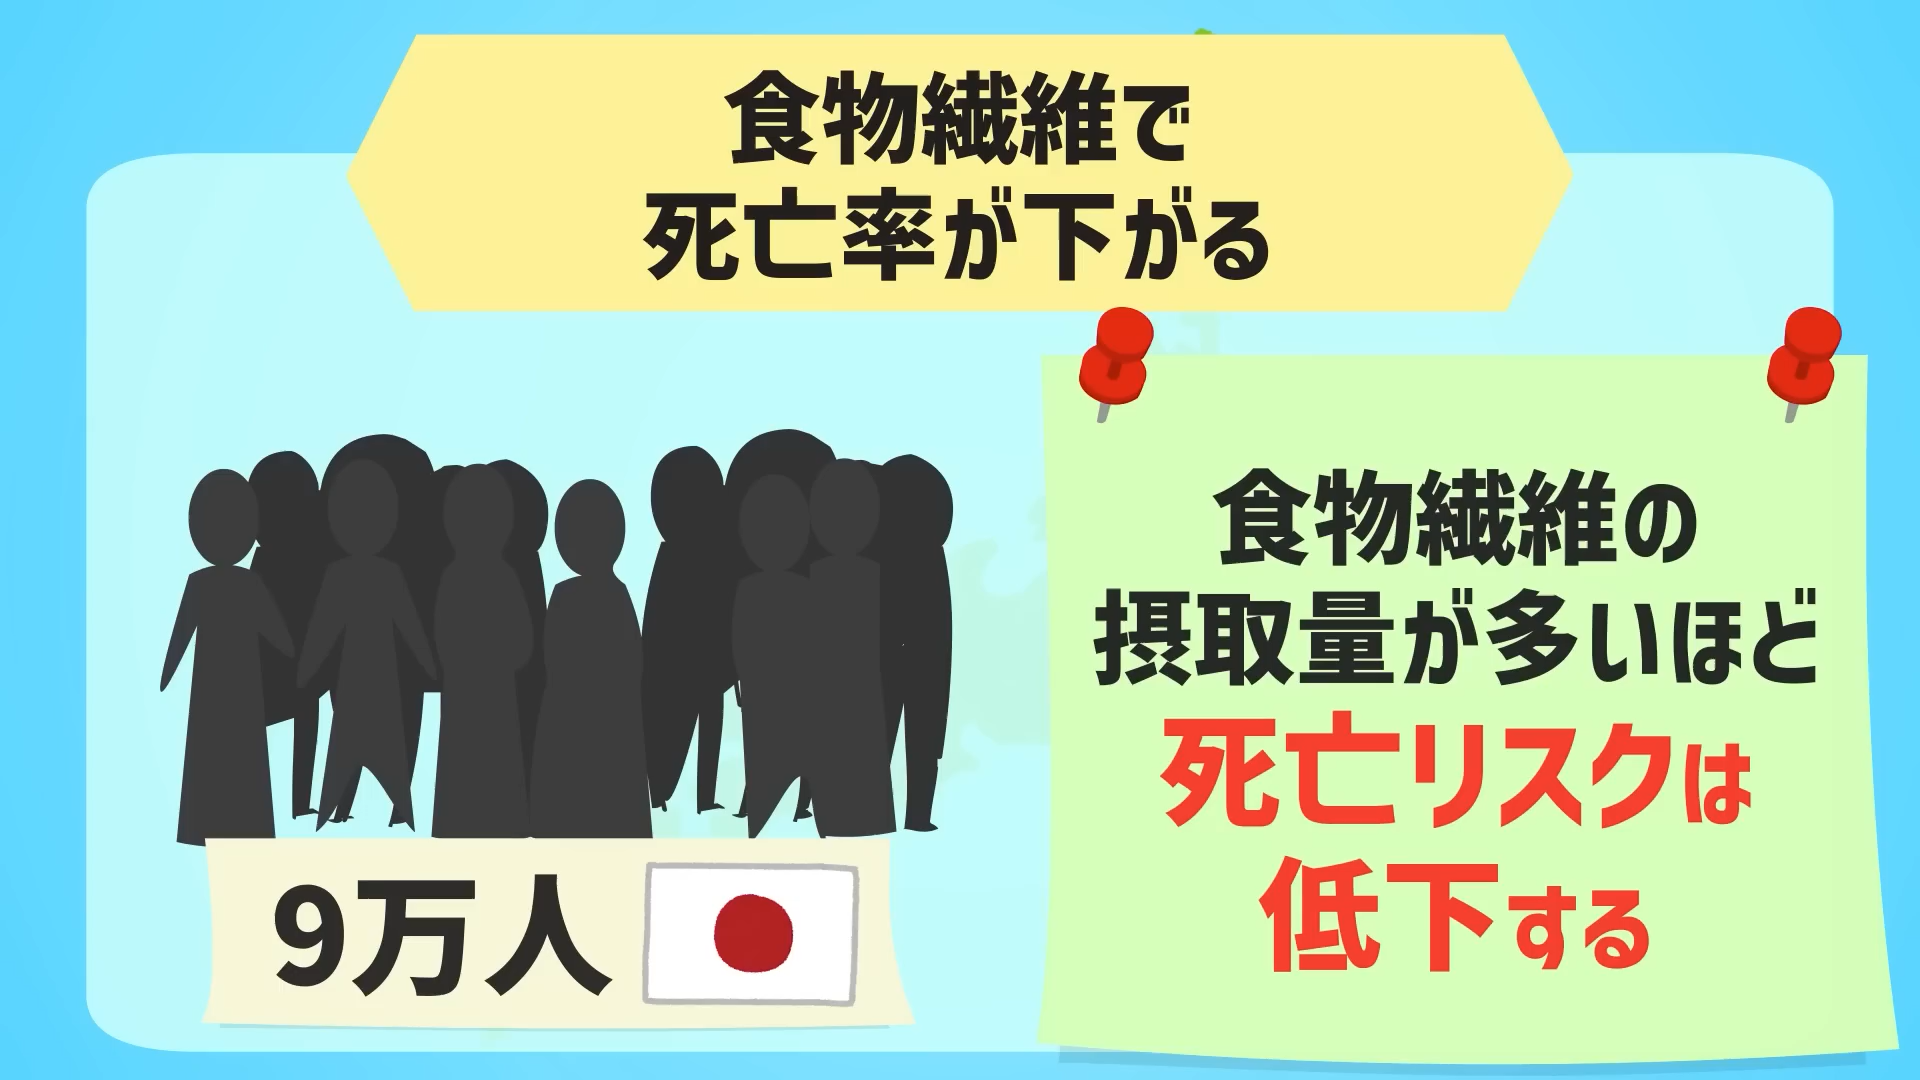 食物繊維で
死亡率が下がる
食物繊維の
摂取量が多いほど
死亡リスクは
低下する
9万人